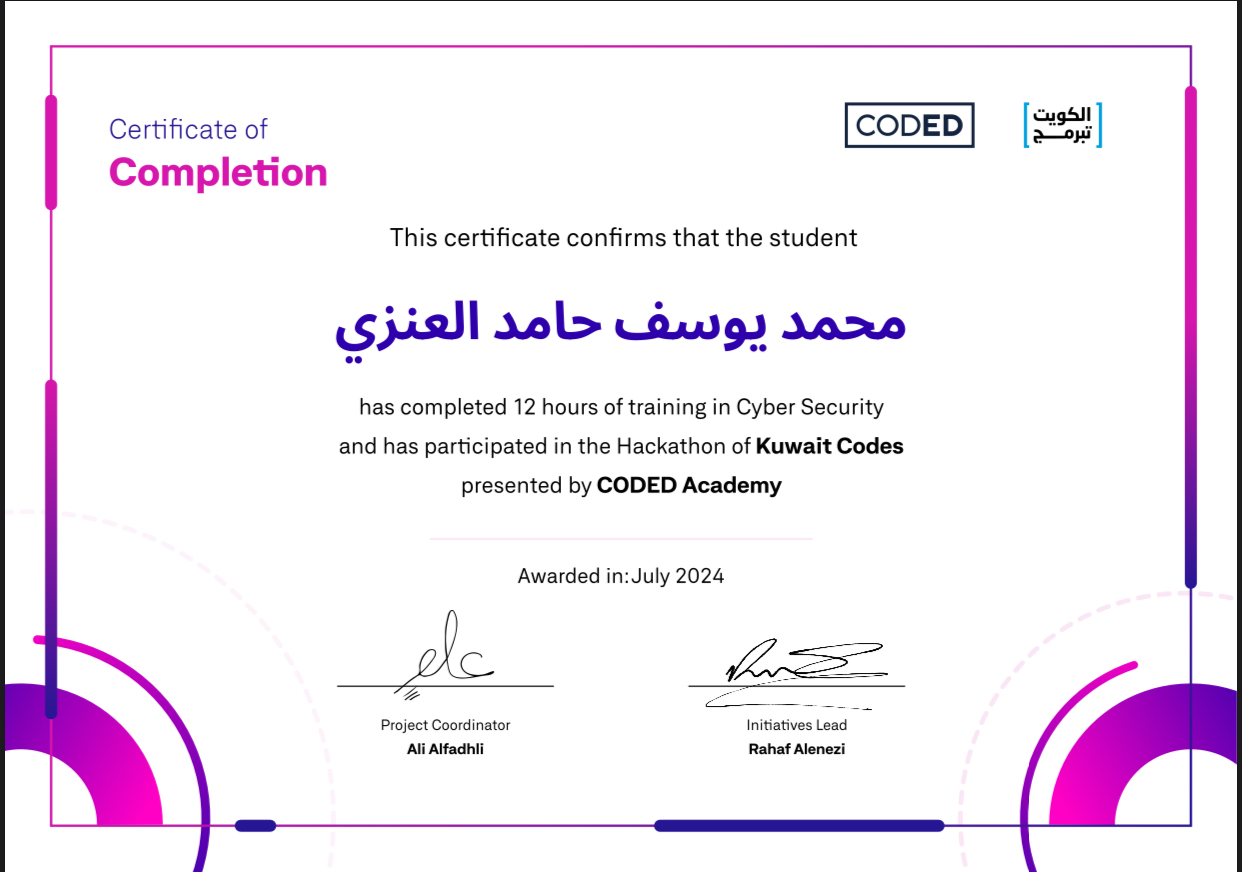 Certificate of
Completion
CODED
الكويت
تبرمج
This certificate confirms that the student
محمد يوسف حامد العنزي
has completed 12 hours of training in Cyber Security
and has participated in the Hackathon of Kuwait Codes
presented by CODED Academy
Awarded in:July 2024
Project Coordinator
Ali Alfadhli
Initiatives Lead
Rahaf Alenezi